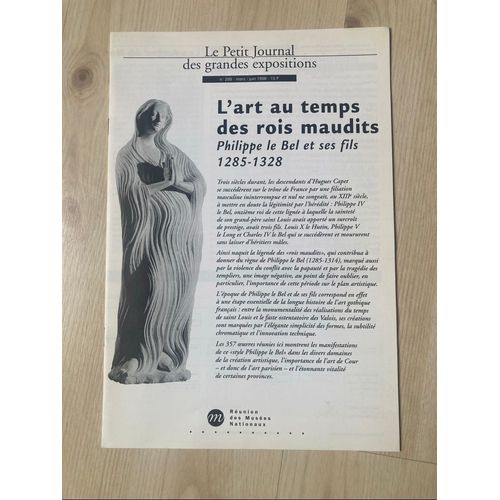 Le Petit Journal
des grandes expositions
n° 295 mars / juin 1998 - 15 F
L'art au temps
des rois maudits
Philippe le Bel et ses fils
1285-1328
Trois siècles durant, les descendants d'Hugues Capet
se succédèrent sur le trône de France par une filiation
masculine ininterrompue et nul ne songeait, au XIIIe siècle,
à mettre en doute la légitimité par l'hérédité : Philippe IV
le Bel, onzième roi de cette lignée à laquelle la sainteté
de son grand-père saint Louis avait apporté un surcroît
de prestige, avait trois fils. Louis X le Hutin, Philippe V
le Long et Charles IV le Bel qui se succédèrent et moururent
sans laisser d'héritiers mâles.
Ainsi naquit la légende des «rois maudits», qui contribua à
donner du règne de Philippe le Bel (1285-1314), marqué aussi
par la violence du conflit avec la papauté et par la tragédie des
templiers, une image négative, au point de faire oublier, en
particulier, l'importance de cette période sur le plan artistique.
L'époque de Philippe le Bel et de ses fils correspond en effet
à une étape essentielle de la longue histoire de l'art gothique
français : entre la monumentalité des réalisations du temps
de saint Louis et le faste ostentatoire des Valois, ses créations
sont marquées par l'élégante simplicité des formes, la subtilité
chromatique et l'innovation technique.
Les 357 œuvres réunies ici montrent les manifestations
de ce «style Philippe le Bel» dans les divers domaines
de la création artistique, l'importance de l'art de Cour
– et donc de l'art parisien – et l'étonnante vitalité
de certaines provinces.
m
Réunion
des Musées
Nationaux